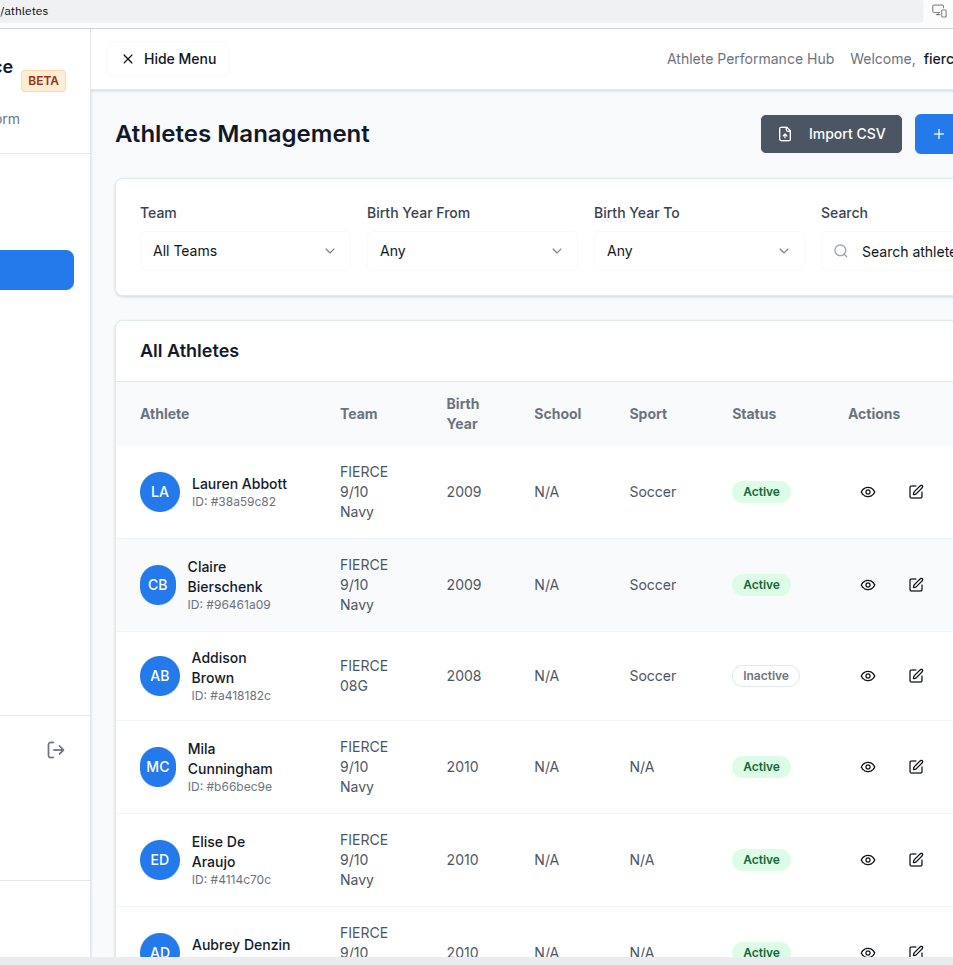 /athletes
ce
BETA
orm
Hide Menu
Athlete Performance Hub Welcome, fierc
Athletes Management
Import CSV
+
Team Birth Year From Birth Year To Search
All Teams Any Any Search athlete
All Athletes
Athlete Team Birth Year School Sport Status Actions
LA Lauren Abbott
ID: #38a59c82
FIERCE
9/10
Navy
2009 N/A Soccer Active
CB Claire
Bierschenk
ID: #96461a09
FIERCE
9/10
Navy
2009 N/A Soccer Active
AB Addison
Brown
ID: #a418182c
FIERCE
08G
2008 N/A Soccer Inactive
MC Mila
Cunningham
ID: #b66bec9e
FIERCE
9/10
Navy
2010 N/A N/A Active
ED Elise De
Araujo
ID: #4114c70c
FIERCE
9/10
Navy
2010 N/A N/A Active
AD Aubrey Denzin
FIERCE
9/10
2010 N/A N/A Active